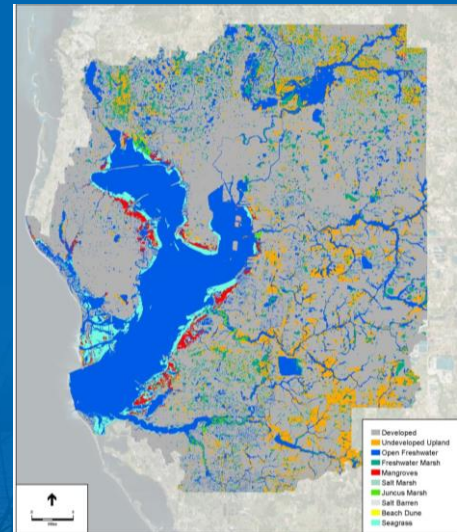 Developed
Undeveloped Upland
Open Freshwater
Freshwater Marsh
Mangroves
Salt Marsh
Juncus Marsh
Salt Barren
Beach Dune
Seagrass